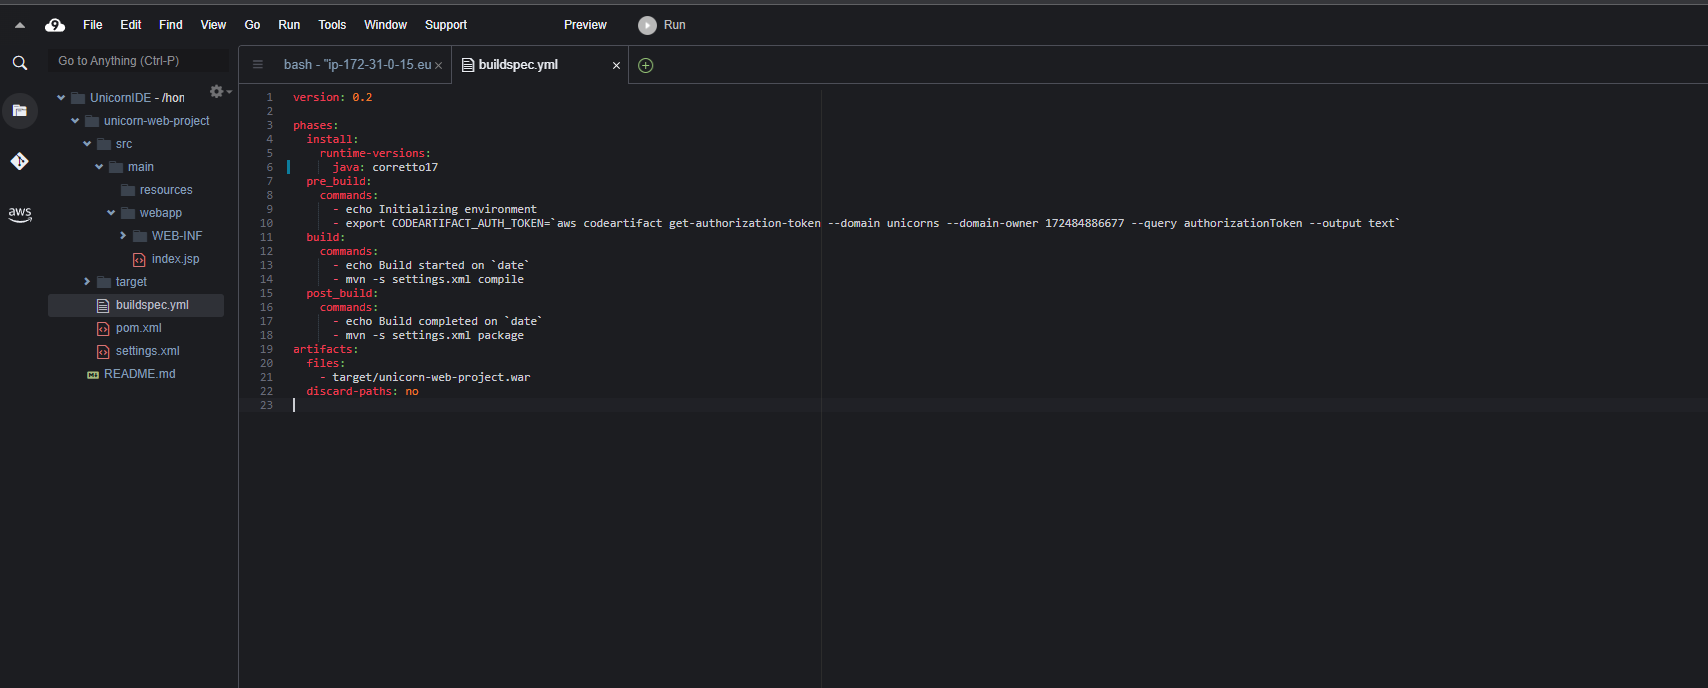 9 File Edit Find View Go Run Tools Window Support Preview Run
Go to Anything (Ctrl-P)
bash - "ip-172-31-0-15.eu × buildspec.yml ×
UnicornIDE - /hom
unicorn-web-project
src
main
resources
webapp
WEB-INF
index.jsp
target
buildspec.yml
pom.xml
settings.xml
README.md
aws
1 version: 0.2
2
3 phases:
4 install:
5 runtime-versions:
6 java: corretto17
7 pre_build:
8 commands:
9 - echo Initializing environment
10 - export CODEARTIFACT_AUTH_TOKEN=`aws codeartifact get-authorization-token --domain unicorns --domain-owner 172484886677 --query authorizationToken --output text`
11 build:
12 commands:
13 - echo Build started on `date`
14 - mvn -s settings.xml compile
15 post_build:
16 commands:
17 - echo Build completed on `date`
18 - mvn -s settings.xml package
19 artifacts:
20 files:
21 - target/unicorn-web-project.war
22 discard-paths: no
23